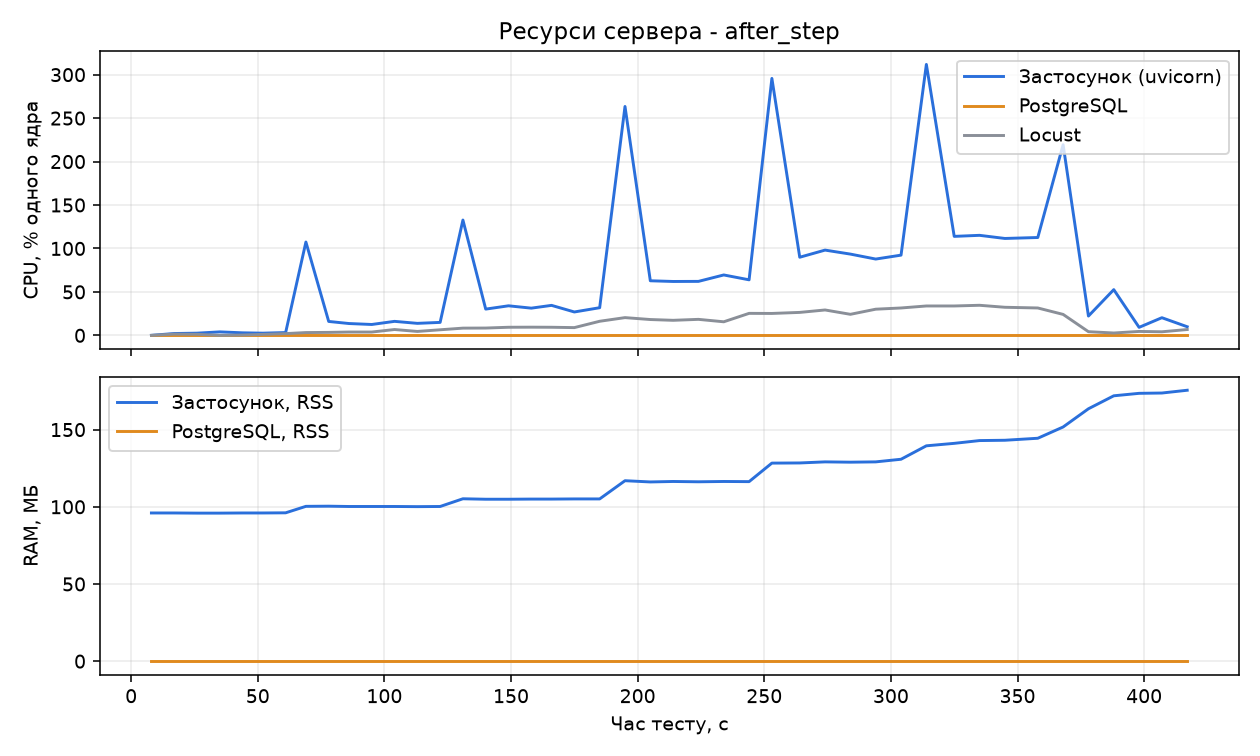 Ресурси сервера - after_step
CPU, % одного ядра
300
250
200
150
100
50
0
Застосунок (uvicorn)
PostgreSQL
Locust
RAM, МБ
150
100
50
0
Застосунок, RSS
PostgreSQL, RSS
0 50 100 150 200 250 300 350 400
Час тесту, с